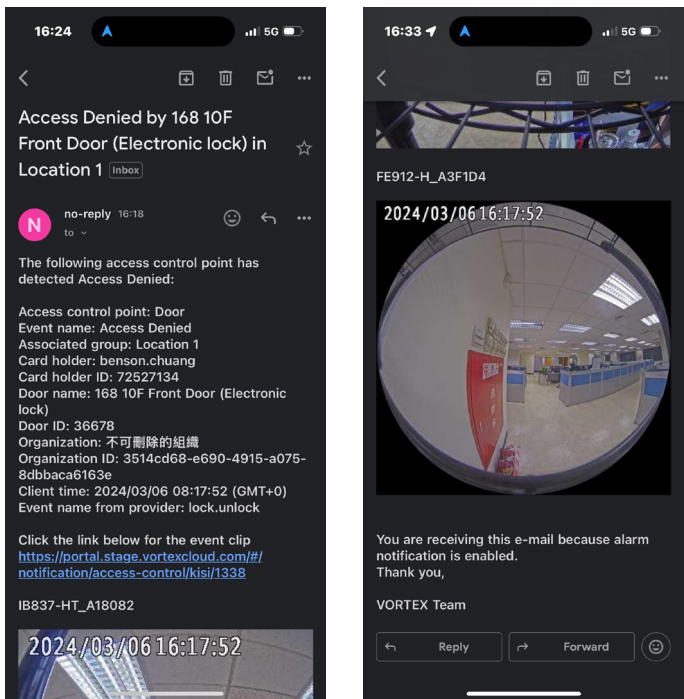 16:24
5G
Access Denied by 168 10F
Front Door (Electronic lock) in
Location 1 Inbox
N
no-reply 16:18
to
The following access control point has
detected Access Denied:
Access control point: Door
Event name: Access Denied
Associated group: Location 1
Card holder: benson.chuang
Card holder ID: 72527134
Door name: 168 10F Front Door (Electronic
lock)
Door ID: 36678
Organization: 不可刪除的組織
Organization ID: 3514cd68-e690-4915-a075-
8dbbaca6163e
Client time: 2024/03/06 08:17:52 (GMT+0)
Event name from provider: lock.unlock
Click the link below for the event clip
https://portal.stage.vortexcloud.com/#/
notification/access-control/kisi/1338
IB837-HT_A18082
2024/03/06 16:17:52
16:33
5G
FE912-H_A3F1D4
2024/03/06 16:17:52
You are receiving this e-mail because alarm
notification is enabled.
Thank you,
VORTEX Team
Reply
Forward